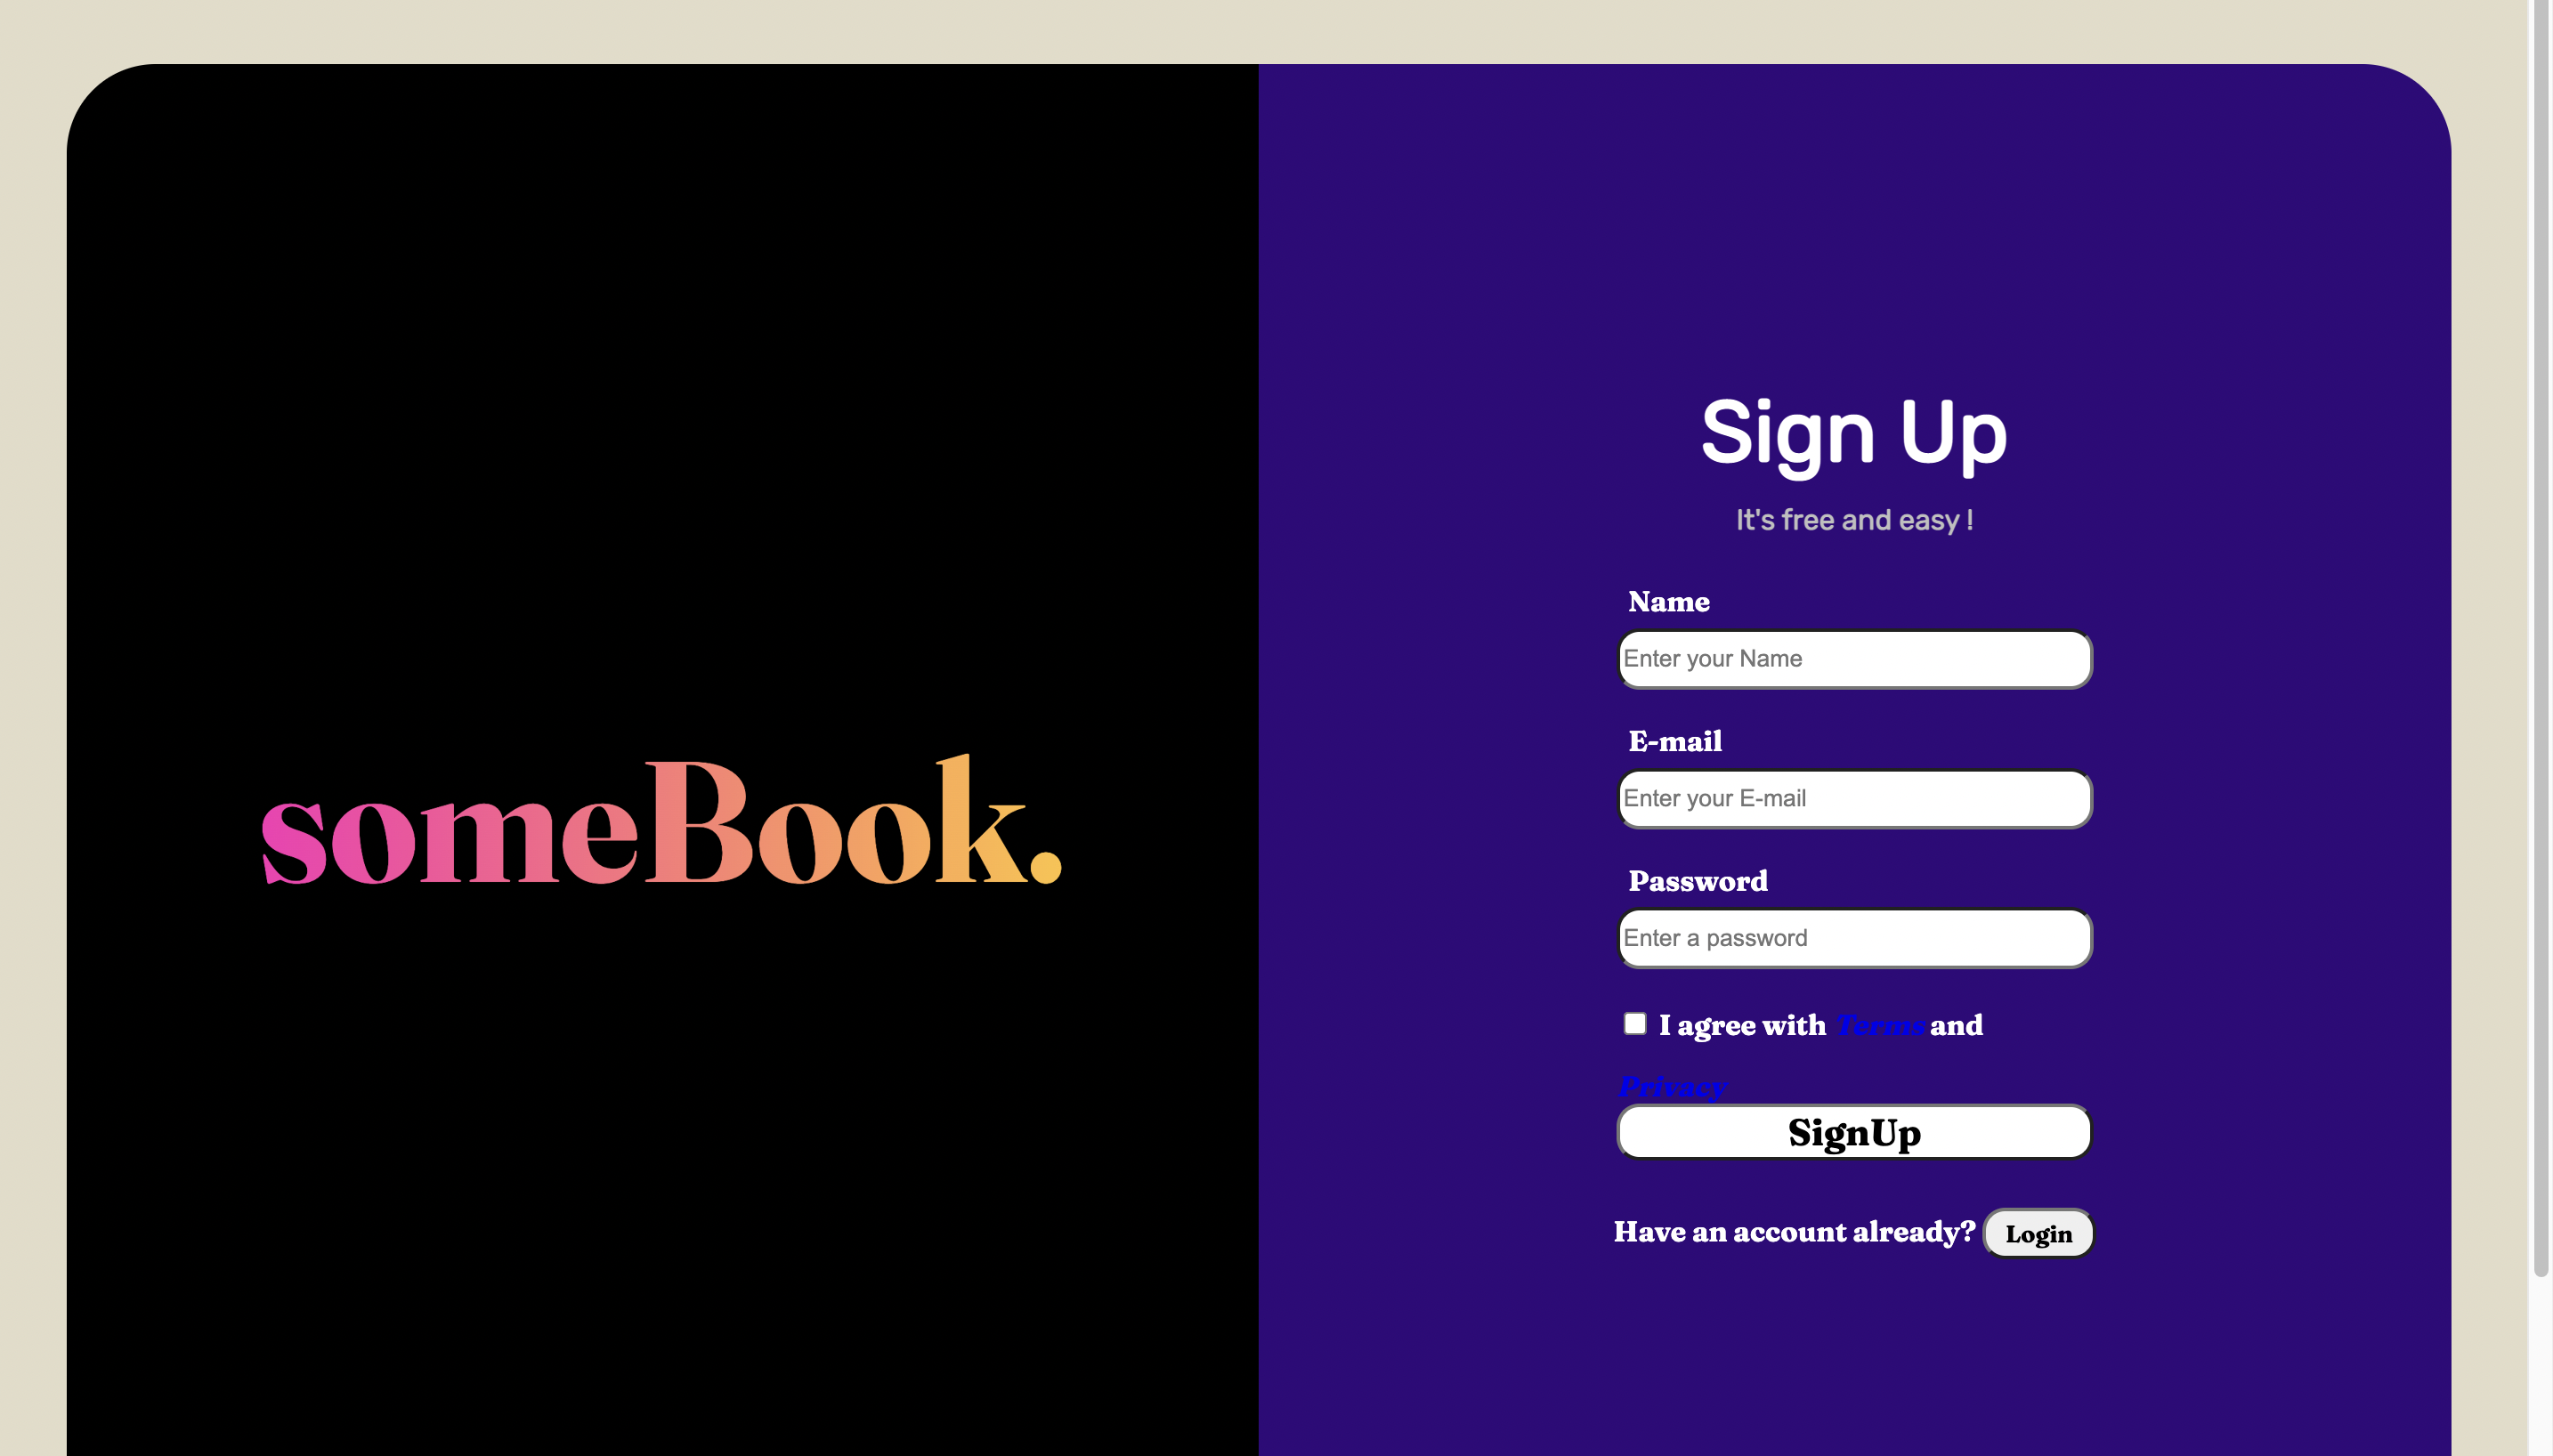 someBook.
Sign Up
It's free and easy !
Name
Enter your Name
E-mail
Enter your E-mail
Password
Enter a password
I agree with Terms and
Privacy
SignUp
Have an account already? Login